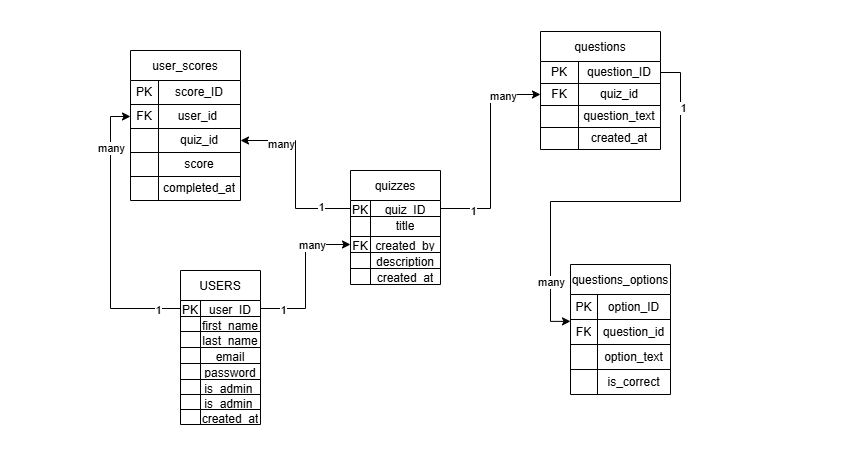 user_scores
PK score_ID
FK user_id
quiz_id
score
completed_at
questions
PK question_ID
FK quiz_id
question_text
created_at
quizzes
PK quiz_ID
title
FK created_by
description
created_at
USERS
PK user_ID
first_name
last_name
email
password
is_admin
is_admin
created_at
questions_options
PK option_ID
FK question_id
option_text
is_correct
many
1
many
1
many
1
many
1
many
1